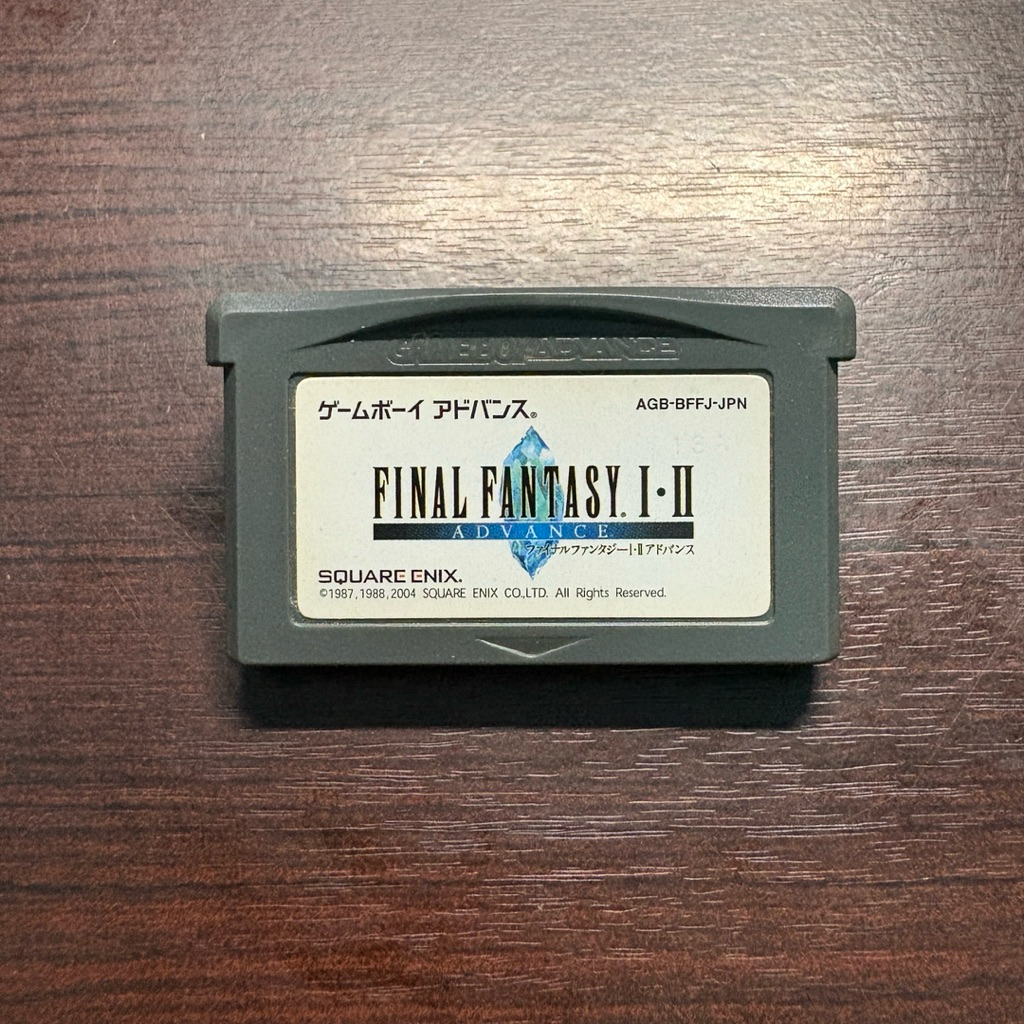 GAME BOY ADVANCE
ゲームボーイ アドバンス®
AGB-BFFJ-JPN
FINAL FANTASY® I·II
ADVANCE
ファイナルファンタジーI·IIアドバンス
SQUARE ENIX®
©1987,1988,2004 SQUARE ENIX CO.,LTD. All Rights Reserved.